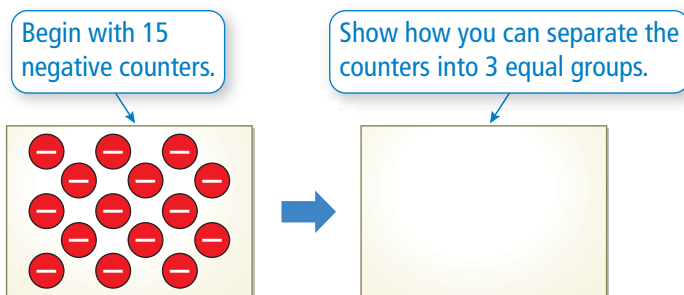 Begin with 15
negative counters.
Show how you can separate the
counters into 3 equal groups.